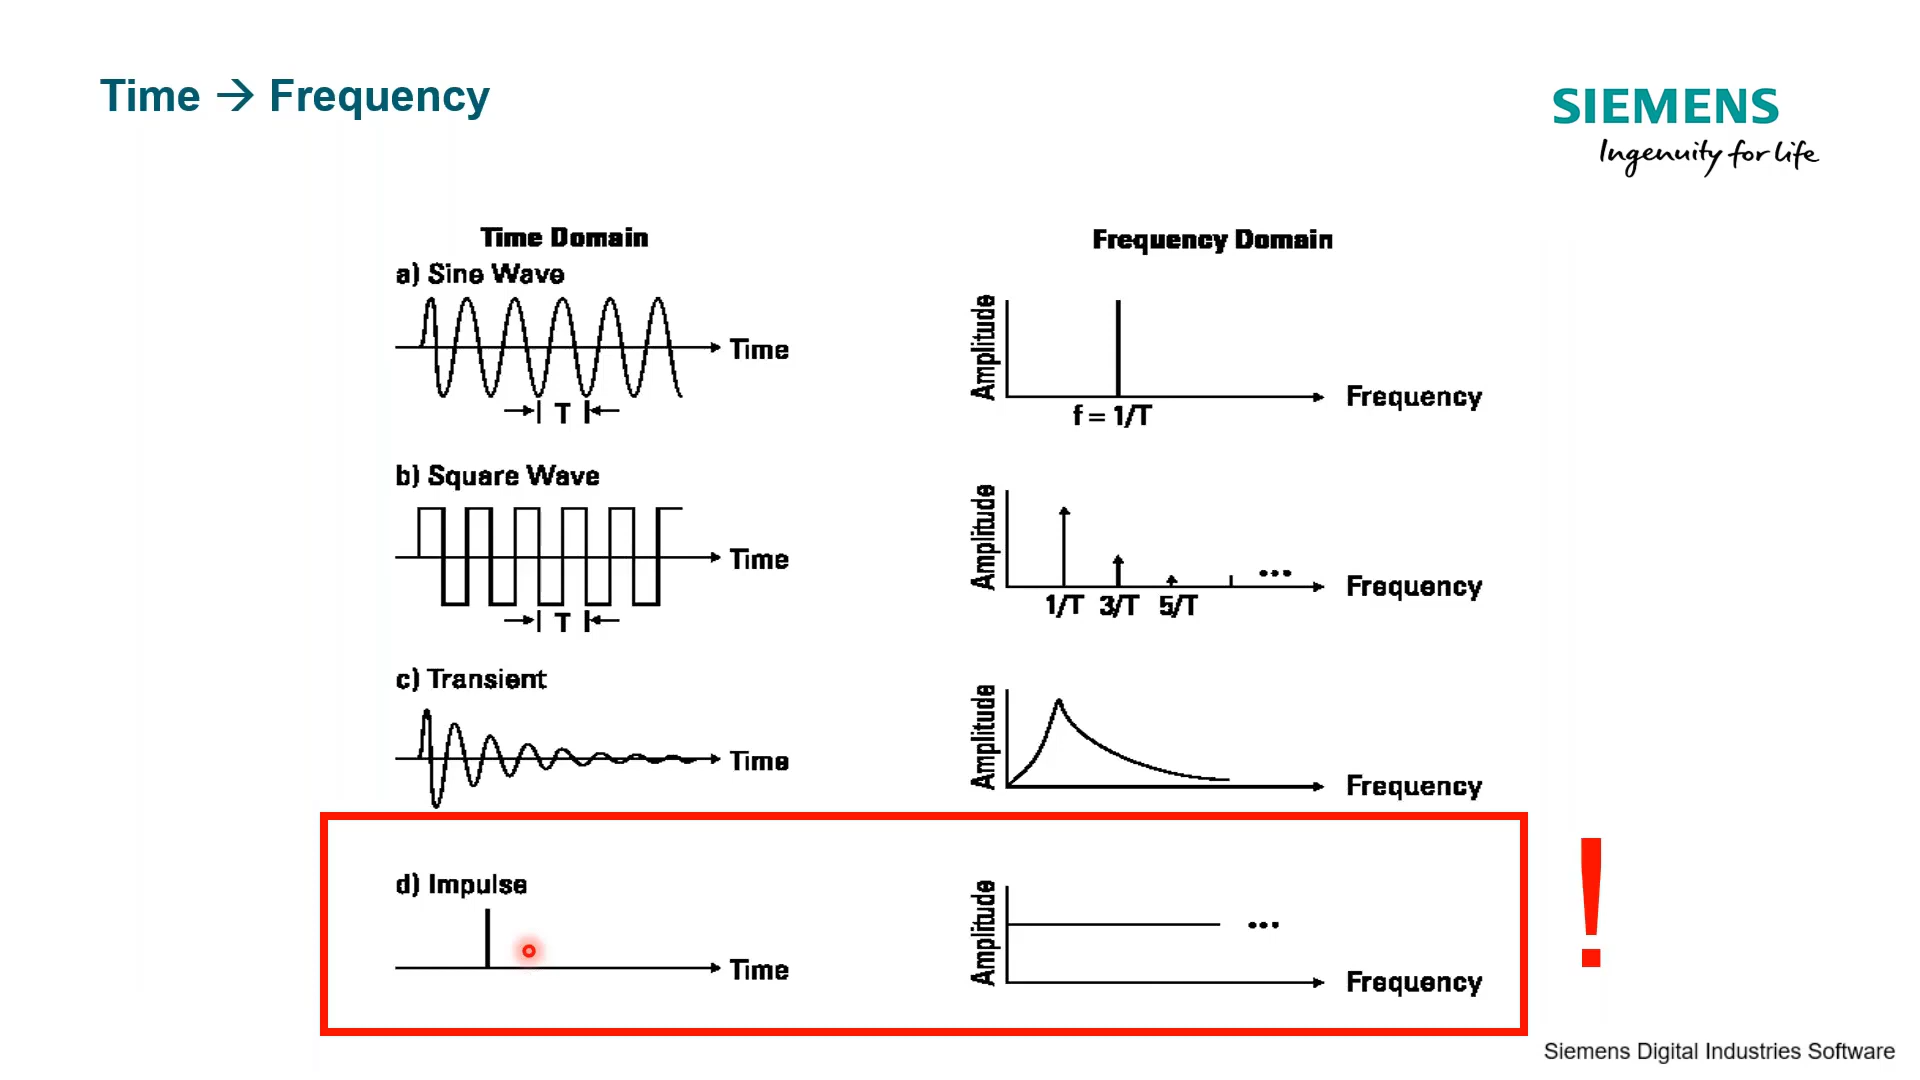 Time → Frequency
SIEMENS
Ingenuity for life
Time Domain
Frequency Domain
a) Sine Wave
Time
T
Amplitude
Frequency
f = 1/T
b) Square Wave
Time
T
Amplitude
Frequency
1/T 3/T 5/T
...
c) Transient
Time
Amplitude
Frequency
d) Impulse
Time
Amplitude
...
Frequency
!
Siemens Digital Industries Software